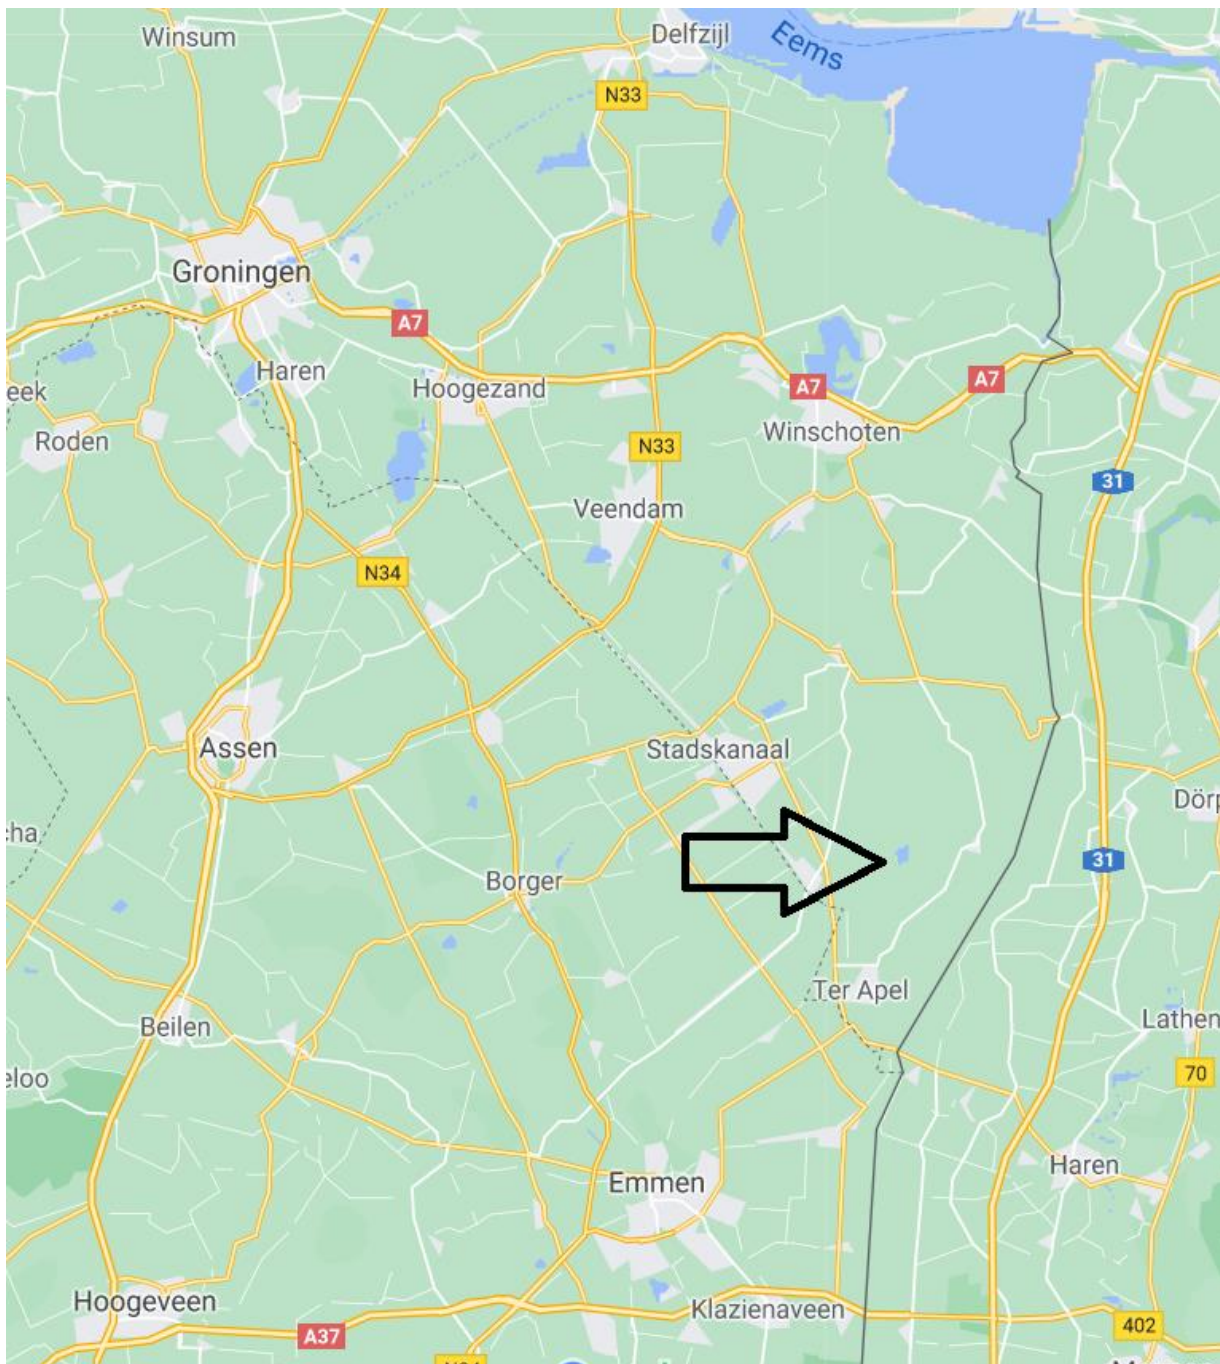 Winsum
Delfzijl
Eems
N33
Groningen
A7
Haren
Hoogezand
eek
Roden
A7
A7
Winschoten
N33
31
Veendam
N34
Assen
Stadskanaal
Dörp
cha
31
Borger
Ter Apel
Beilen
Lathen
eloo
70
Haren
Emmen
Hoogeveen
Klazienaveen
A37
402